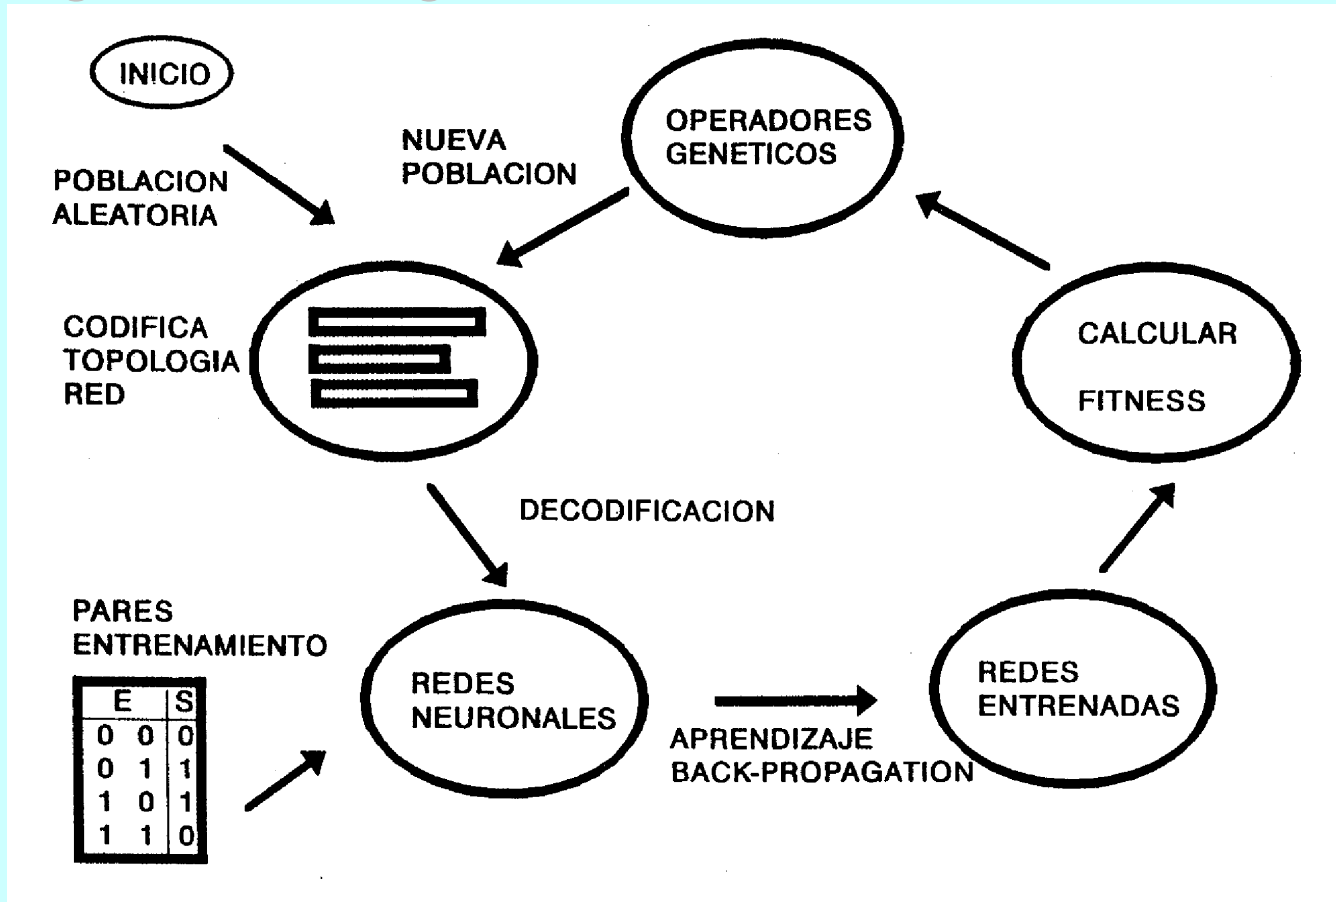 INICIO
POBLACION
ALEATORIA
NUEVA
POBLACION
OPERADORES
GENETICOS
CODIFICA
TOPOLOGIA
RED
CALCULAR
FITNESS
DECODIFICACION
PARES
ENTRENAMIENTO
E S
0 0 0
0 1 1
1 0 1
1 1 0
REDES
NEURONALES
APRENDIZAJE
BACK-PROPAGATION
REDES
ENTRENADAS